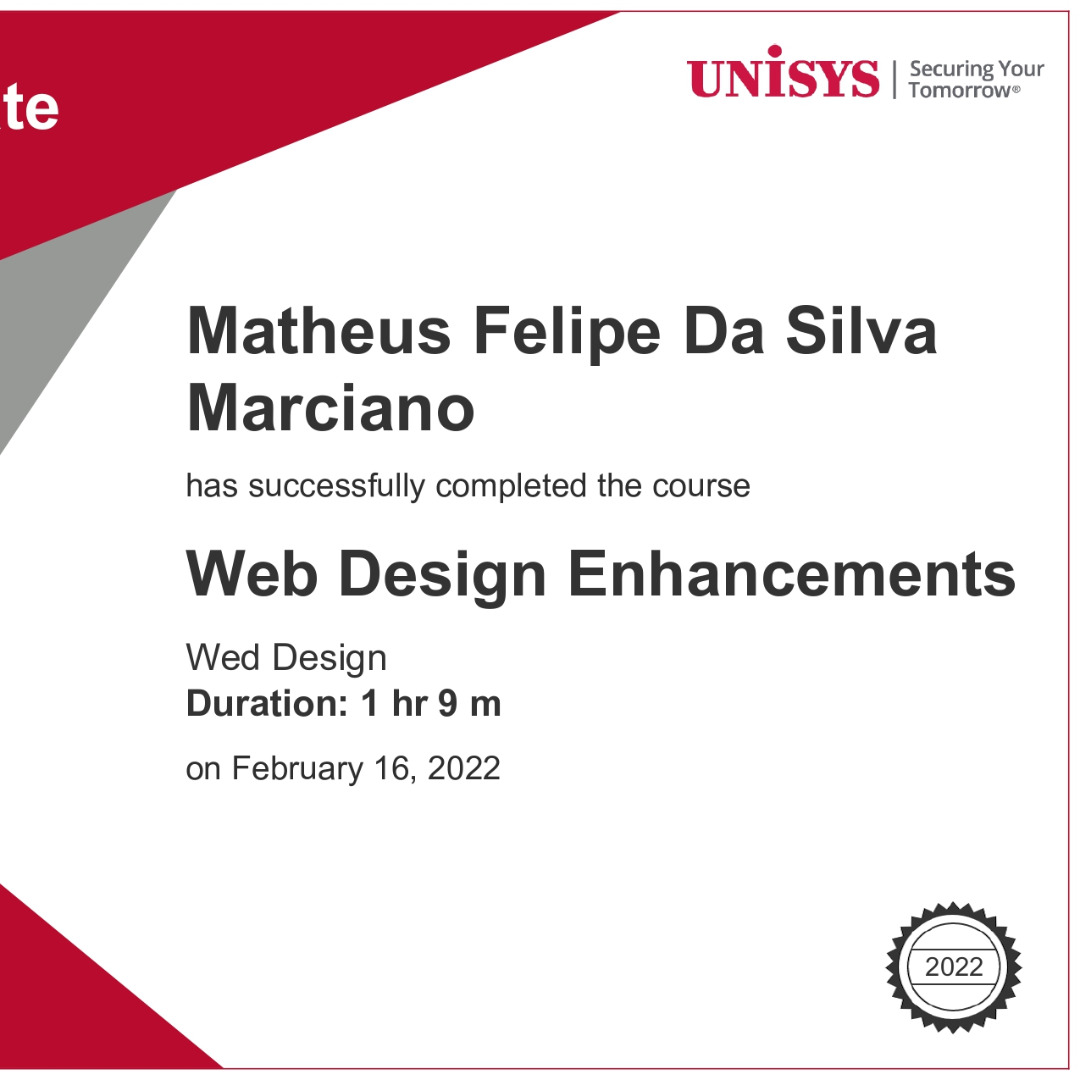 UNISYS | Securing Your
Tomorrow®
te
Matheus Felipe Da Silva
Marciano
has successfully completed the course
Web Design Enhancements
Wed Design
Duration: 1 hr 9 m
on February 16, 2022
2022